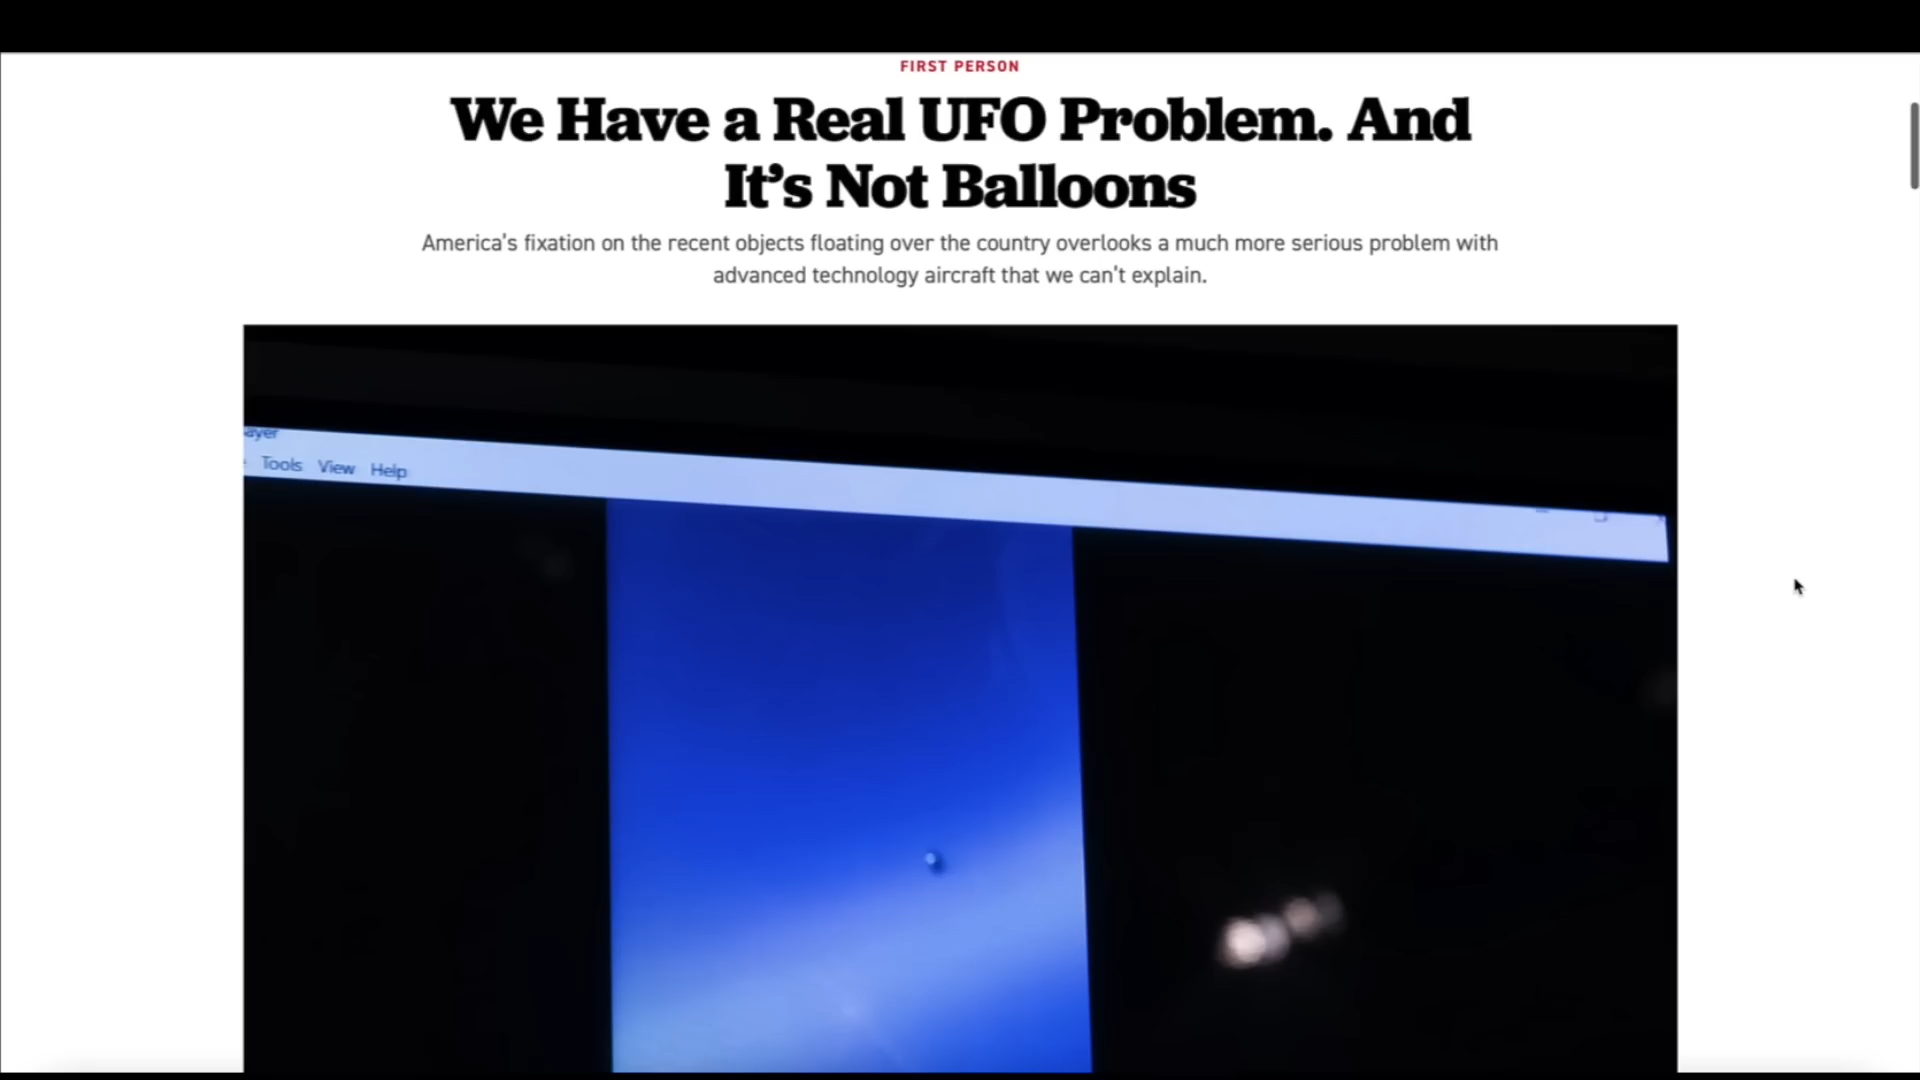 FIRST PERSON
We Have a Real UFO Problem. And
It’s Not Balloons
America’s fixation on the recent objects floating over the country overlooks a much more serious problem with
advanced technology aircraft that we can’t explain.
Tools View Help